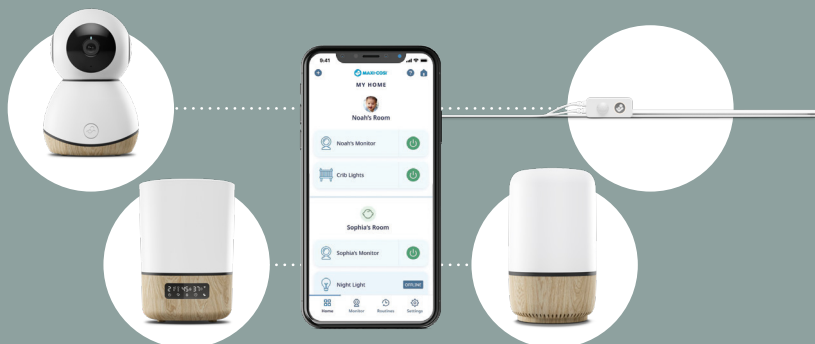 9:41
MAXI-COSI
MY HOME
Noah's Room
Noah's Monitor
Crib Lights
Sophia's Room
Sophia's Monitor
Night Light
OFFLINE
Home Monitor Routines Settings